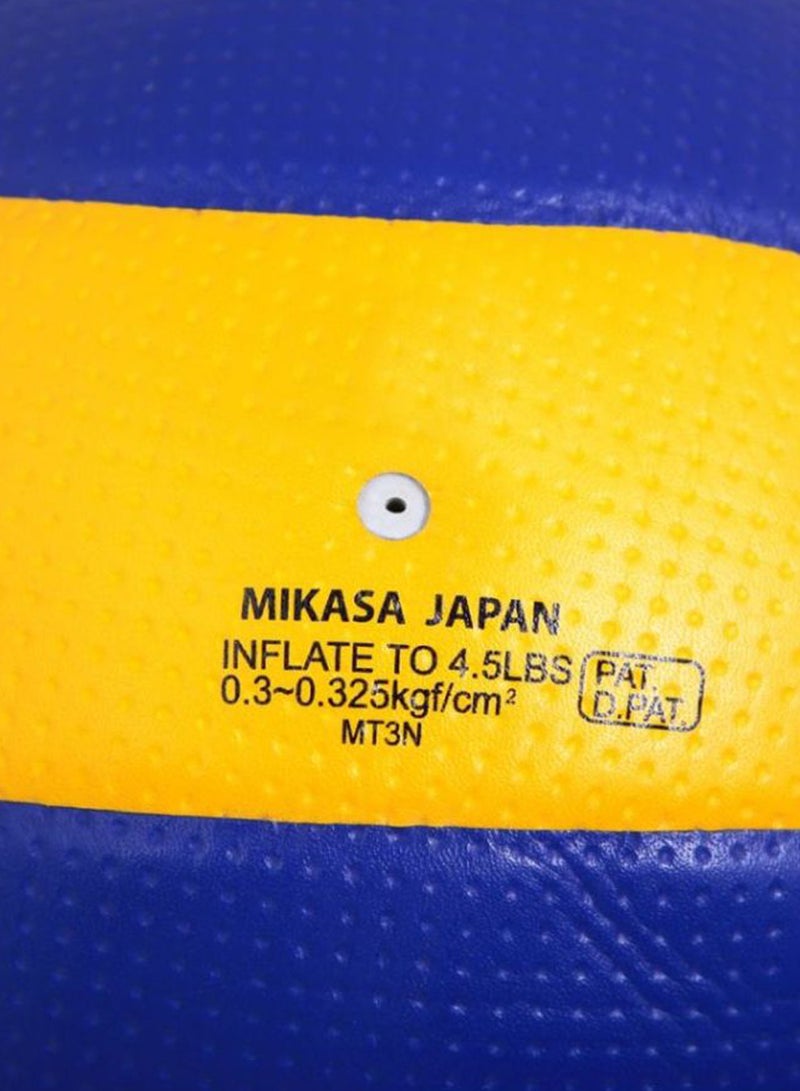 MIKASA JAPAN
INFLATE TO 4.5LBS
0.3~0.325kgf/cm²
MT3N
PAT.
D.PAT.